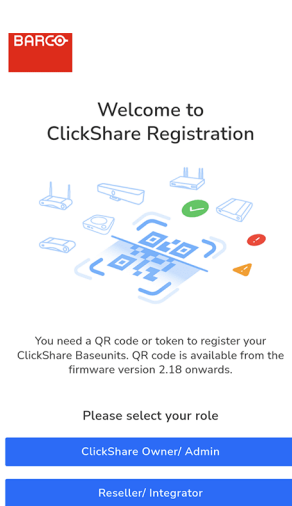 BARCO
Welcome to
ClickShare Registration
You need a QR code or token to register your
ClickShare Baseunits. QR code is available from the
firmware version 2.18 onwards.
Please select your role
ClickShare Owner/ Admin
Reseller/ Integrator